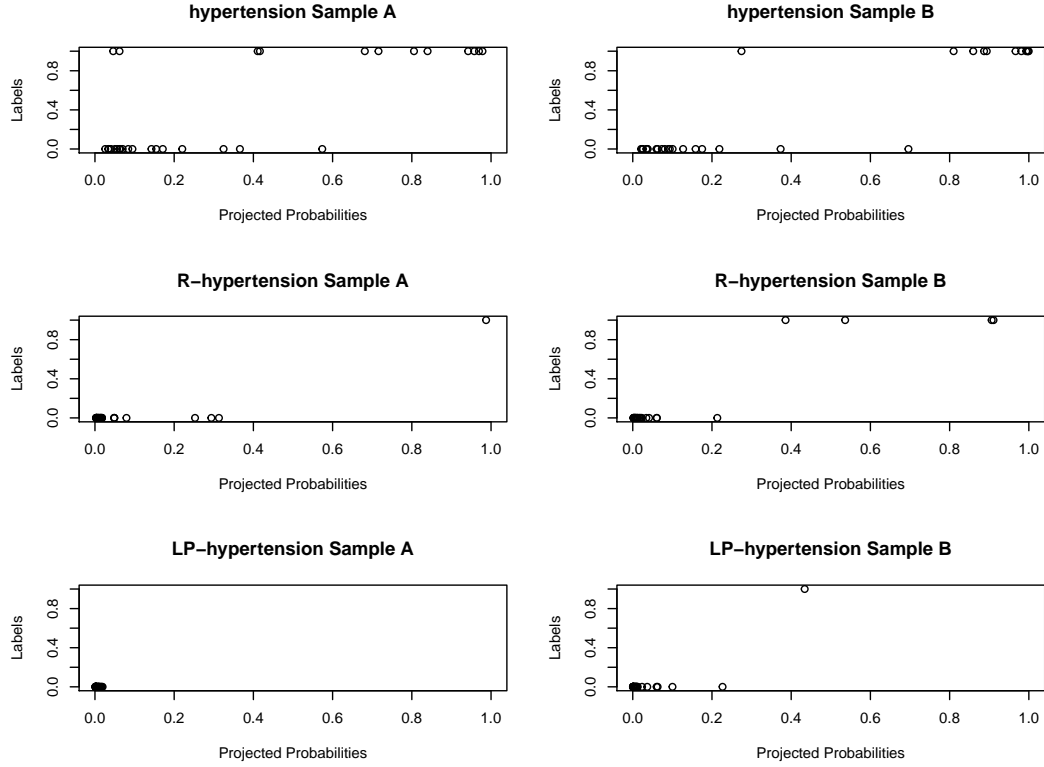 hypertension Sample A
Labels
0.0 0.4 0.8
0.0 0.2 0.4 0.6 0.8 1.0
Projected Probabilities
hypertension Sample B
Labels
0.0 0.4 0.8
0.0 0.2 0.4 0.6 0.8 1.0
Projected Probabilities
R−hypertension Sample A
Labels
0.0 0.4 0.8
0.0 0.2 0.4 0.6 0.8 1.0
Projected Probabilities
R−hypertension Sample B
Labels
0.0 0.4 0.8
0.0 0.2 0.4 0.6 0.8 1.0
Projected Probabilities
LP−hypertension Sample A
Labels
0.0 0.4 0.8
0.0 0.2 0.4 0.6 0.8 1.0
Projected Probabilities
LP−hypertension Sample B
Labels
0.0 0.4 0.8
0.0 0.2 0.4 0.6 0.8 1.0
Projected Probabilities